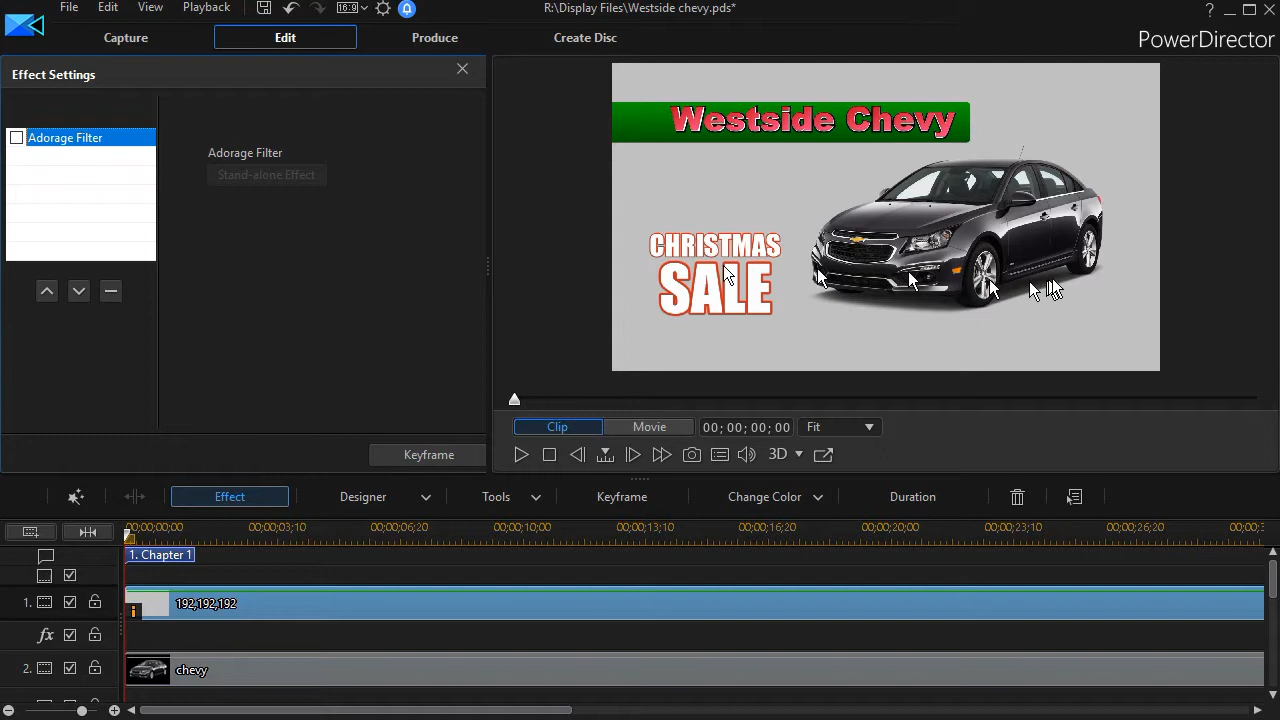 File Edit View Playback 16:9 R:\Display Files\Westside chevy.pds* ?
Capture Edit Produce Create Disc PowerDirector
Effect Settings
Adorage Filter
Adorage Filter
Stand-alone Effect
Keyframe
Westside Chevy
CHRISTMAS
SALE
Clip Movie 00; 00; 00; 00 Fit
3D
Effect Designer Tools Keyframe Change Color Duration
00;00;00;00 00;00;03;10 00;00;06;20 00;00;10;00 00;00;13;10 00;00;16;20 00;00;20;00 00;00;23;10 00;00;26;20 00;00;3
1. Chapter 1
1. 192,192,192
fx
2. chevy